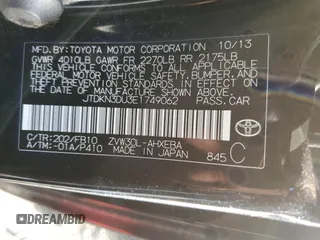 MFD. BY: TOYOTA MOTOR CORPORATION 10/13
GVWR 4010LB GAWR FR 2270LB RR 2175LB
THIS VEHICLE CONFORMS TO ALL APPLICABLE
FEDERAL MOTOR VEHICLE SAFETY, BUMPER, AND
THEFT PREVENTION STANDARDS IN EFFECT ON
THE DATE OF MANUFACTURE SHOWN ABOVE.
JTDKN3DU3E1749062 PASS.CAR
C/TR:202/FB10 ZVW30L-AHXEBA
A/TM:-01A/P410 MADE IN JAPAN 845 C
DREAMBID